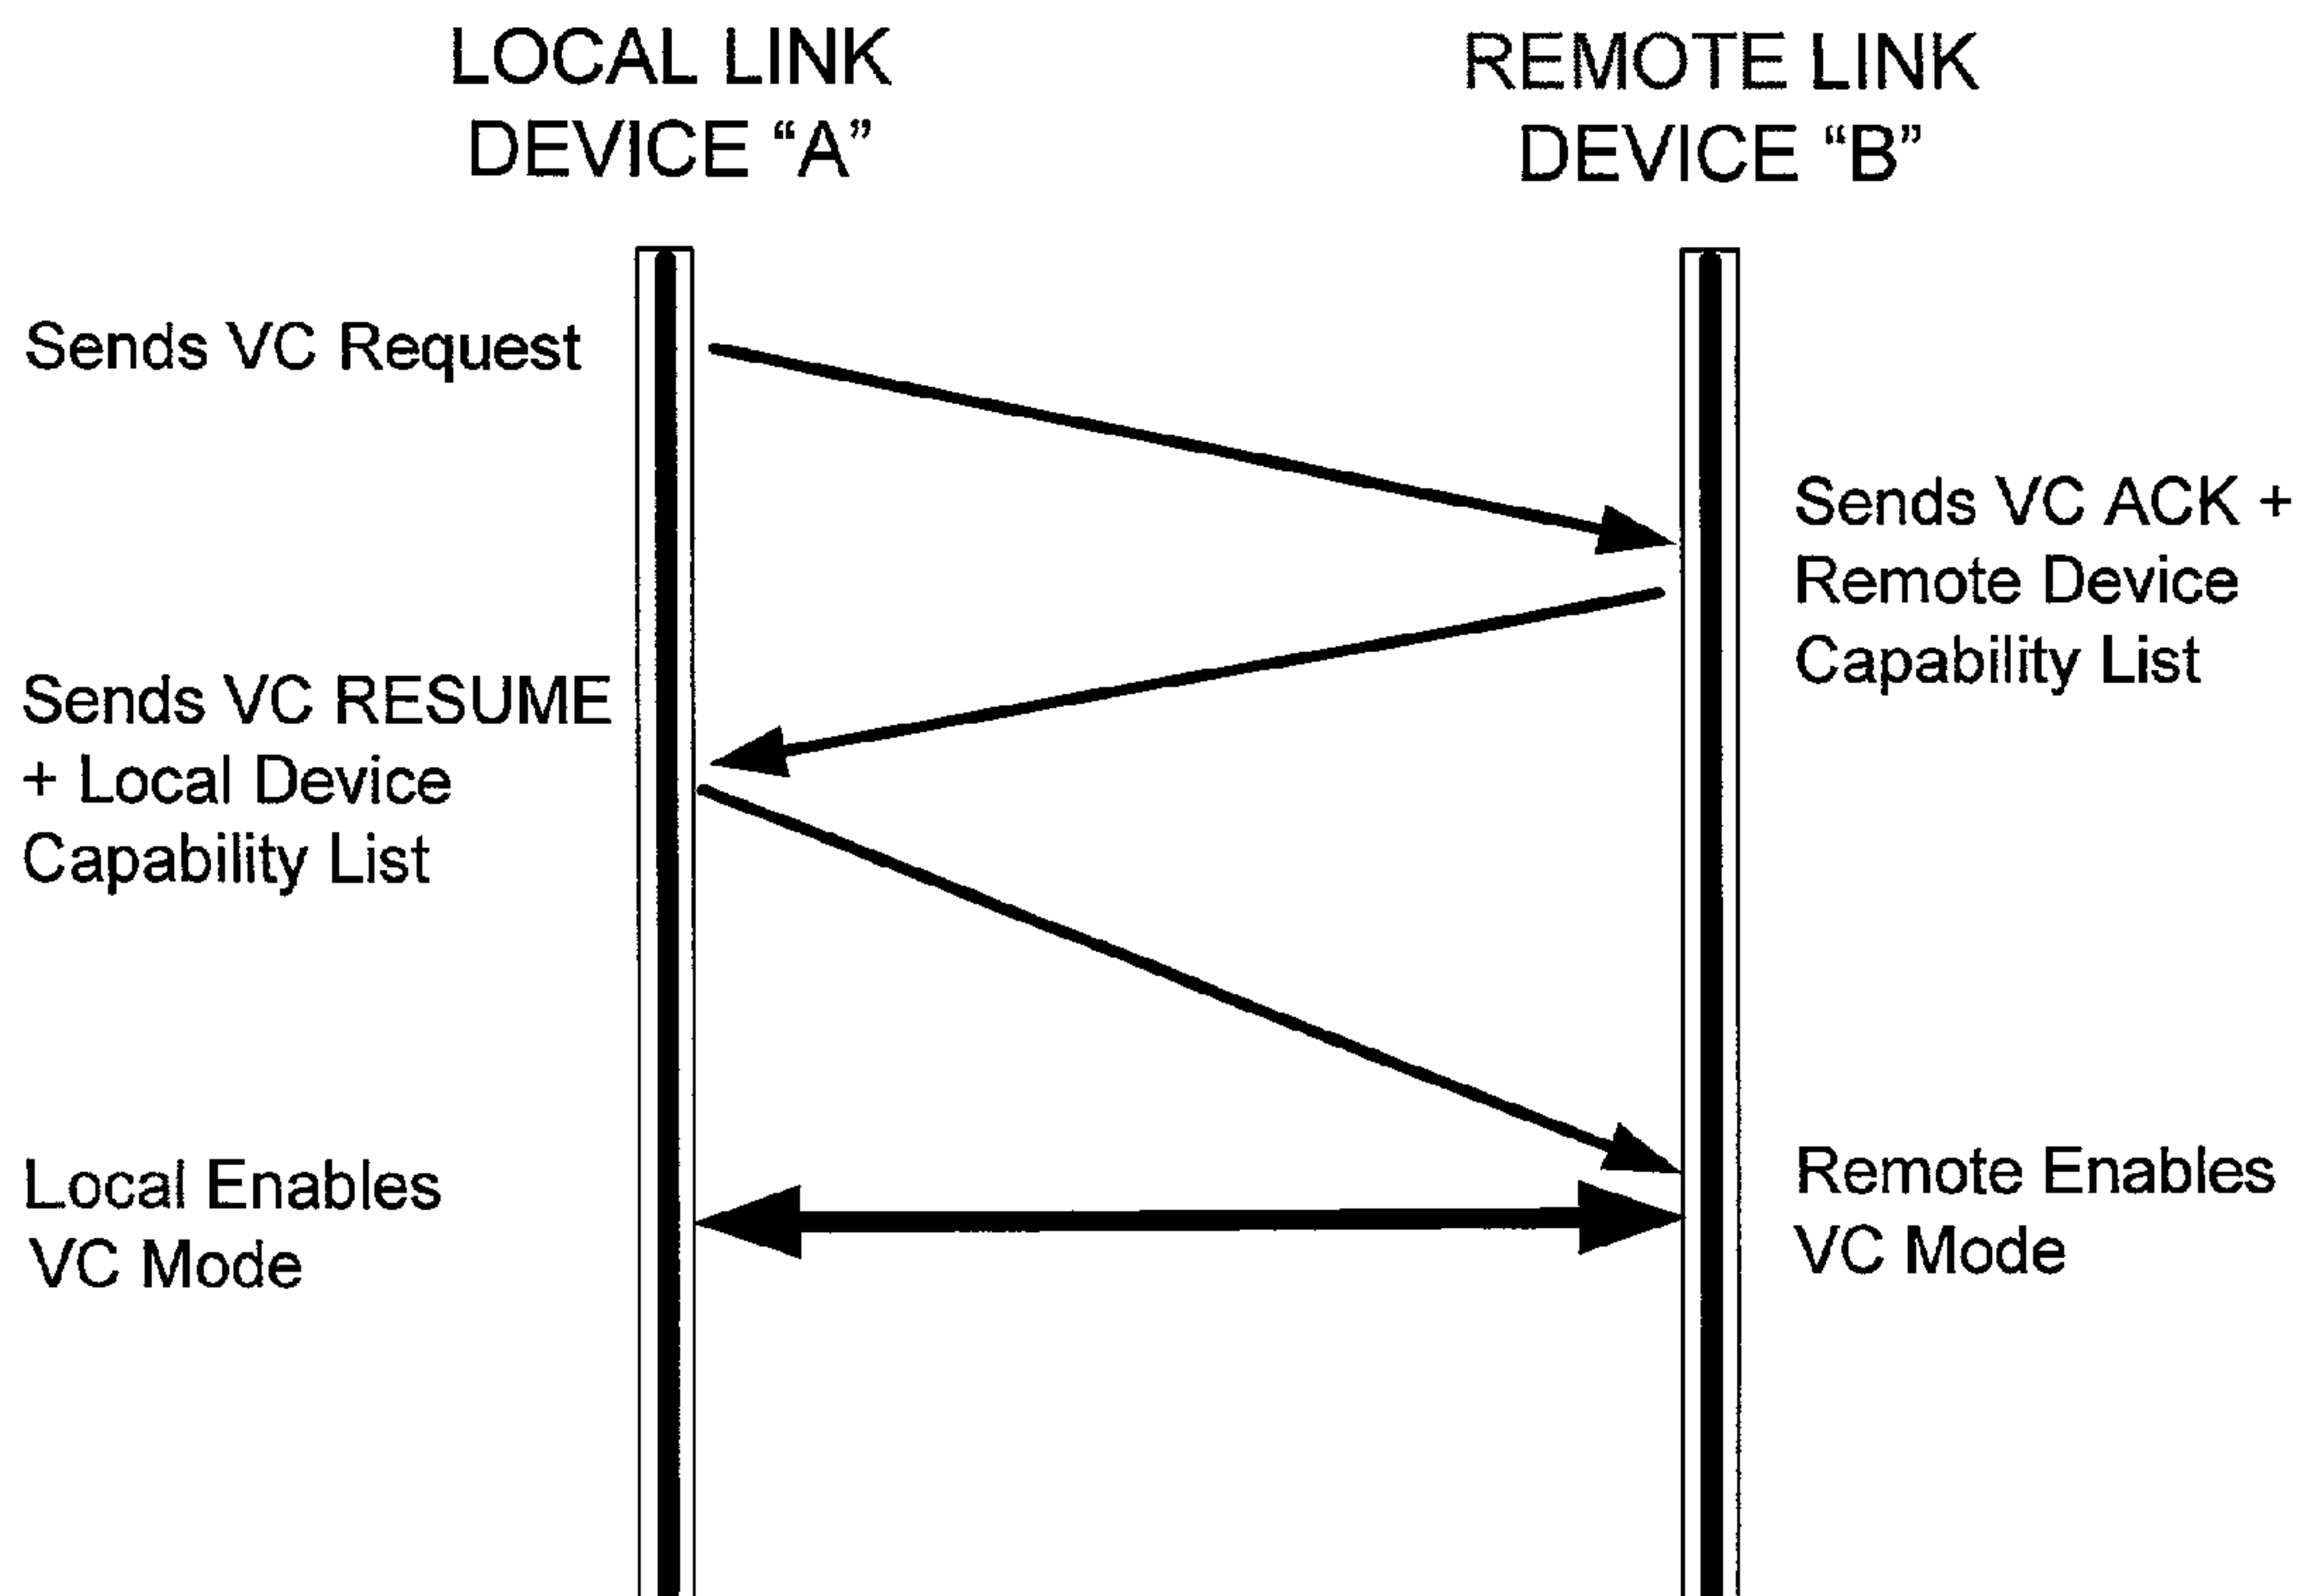 LOCAL LINK
DEVICE “A”
REMOTE LINK
DEVICE “B”
Sends VC Request
Sends VC ACK +
Remote Device
Capability List
Sends VC RESUME
+ Local Device
Capability List
Local Enables
VC Mode
Remote Enables
VC Mode